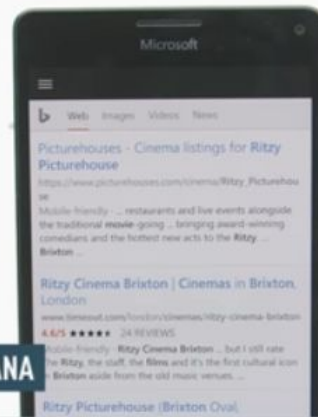 Microsoft
Web Images Videos News
Picturehouses - Cinema listings for Ritzy
Picturehouse
https://www.picturehouses.com/cinema/Ritzy_Picturehou
se
Mobile-friendly - ... restaurants and live events alongside
the traditional movie-going ... bringing award-winning
comedians and the hottest new acts to the Ritzy. ...
Brixton ...
Ritzy Cinema Brixton | Cinemas in Brixton,
London
www.timeout.com/london/cinemas/ritzy-cinema-brixton
4.6/5 ★★★★★ 24 REVIEWS
Mobile-friendly · Ritzy Cinema Brixton ... but I still rate
The Ritzy, the staff, the films and it's the first cultural icon
in Brixton aside from the old music venues. ...
ANA
Ritzy Picturehouse (Brixton Oval,